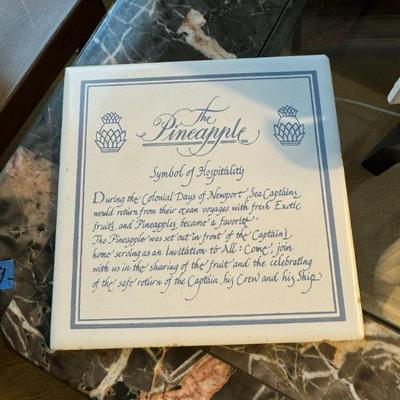 The
Pineapple
Symbol of Hospitality
During the Colonial Days of Newport, Sea Captains
would return from their ocean voyages with fresh Exotic
fruits, and Pineapples became a favorite.
The Pineapple was set out in front of the Captain's
home serving as an Invitation to All: Come, join
with us in the sharing of the fruit and the celebrating
of the safe return of the Captain, his Crew and his Ship.